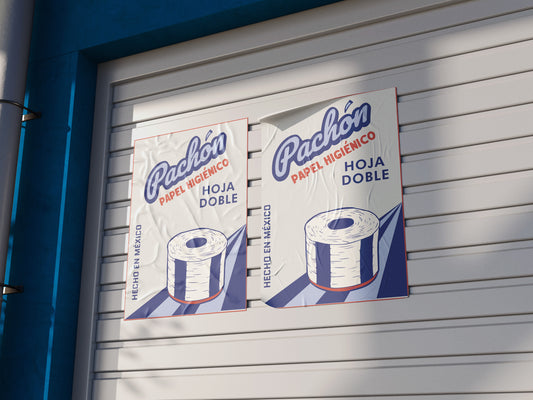 Pachón
PAPEL HIGIÉNICO
HOJA
DOBLE
HECHO EN MÉXICO
Pachón
PAPEL HIGIÉNICO
HOJA
DOBLE
HECHO EN MÉXICO